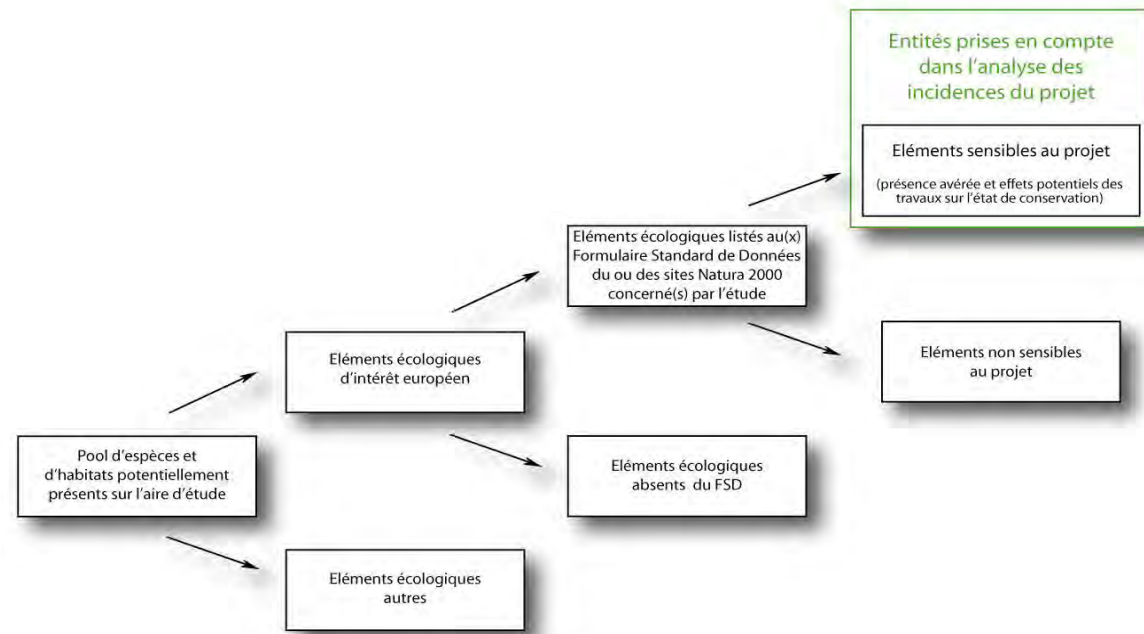 Entités prises en compte
dans l'analyse des
incidences du projet
Eléments sensibles au projet
(présence avérée et effets potentiels des
travaux sur l'état de conservation)
Eléments écologiques listés au(x)
Formulaire Standard de Données
du ou des sites Natura 2000
concerné(s) par l'étude
Eléments non sensibles
au projet
Eléments écologiques
d'intérêt européen
Eléments écologiques
absents du FSD
Pool d'espèces et
d'habitats potentiellement
présents sur l'aire d'étude
Eléments écologiques
autres